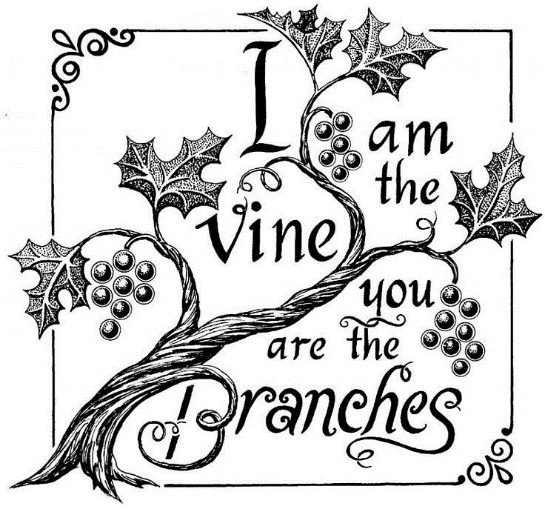 I am
the
Vine
you
are the
Branches